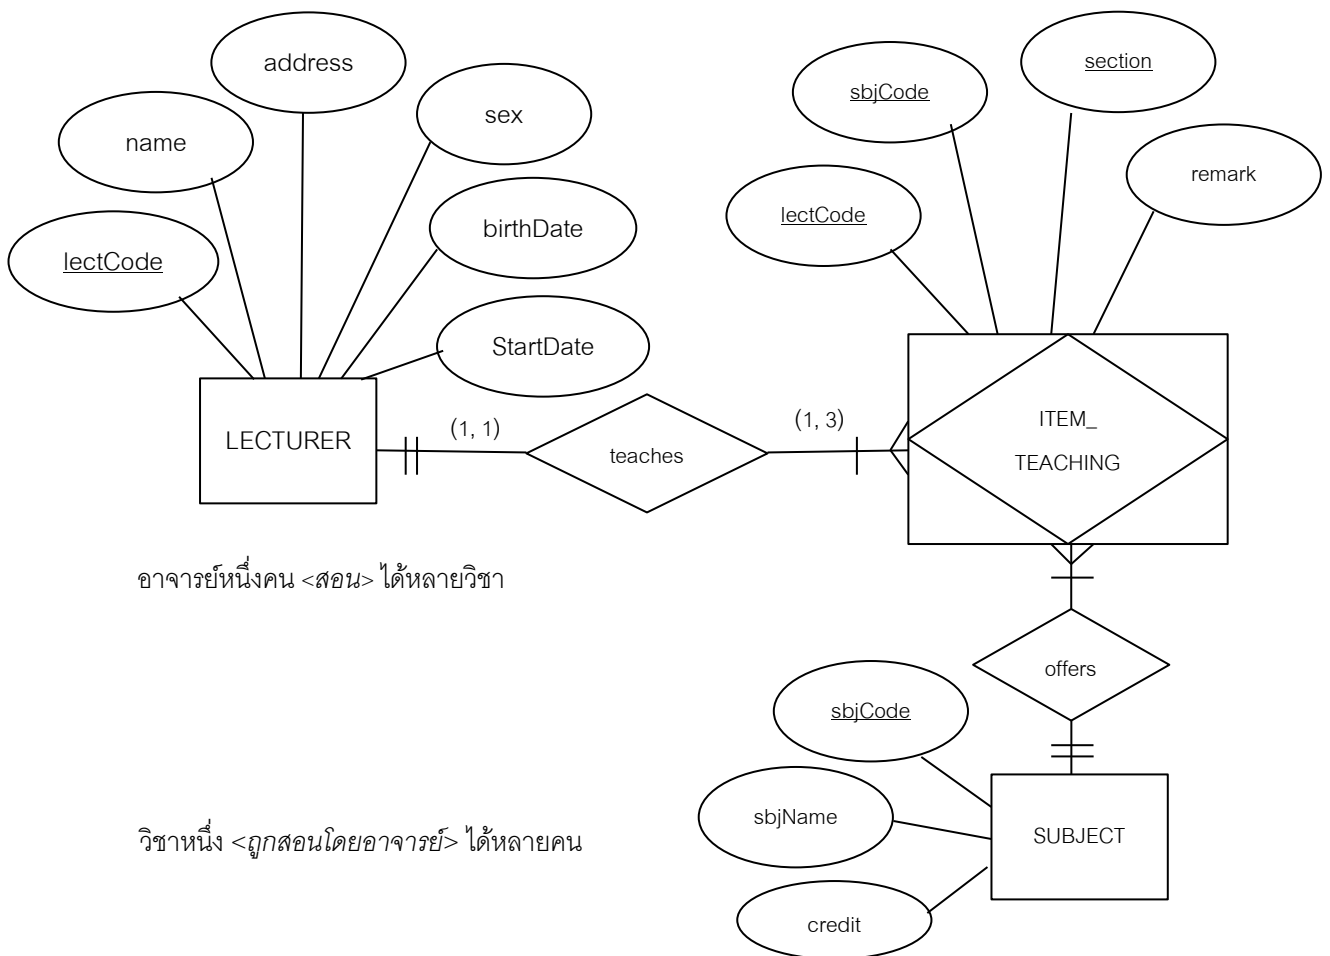 address
section
sbjCode
sex
name
remark
lectCode
birthDate
lectCode
StartDate
LECTURER
(1, 1)
teaches
(1, 3)
ITEM_
TEACHING
อาจารย์หนึ่งคน <สอน> ได้หลายวิชา
offers
sbjCode
sbjName
SUBJECT
วิชาหนึ่ง <ถูกสอนโดยอาจารย์> ได้หลายคน
credit